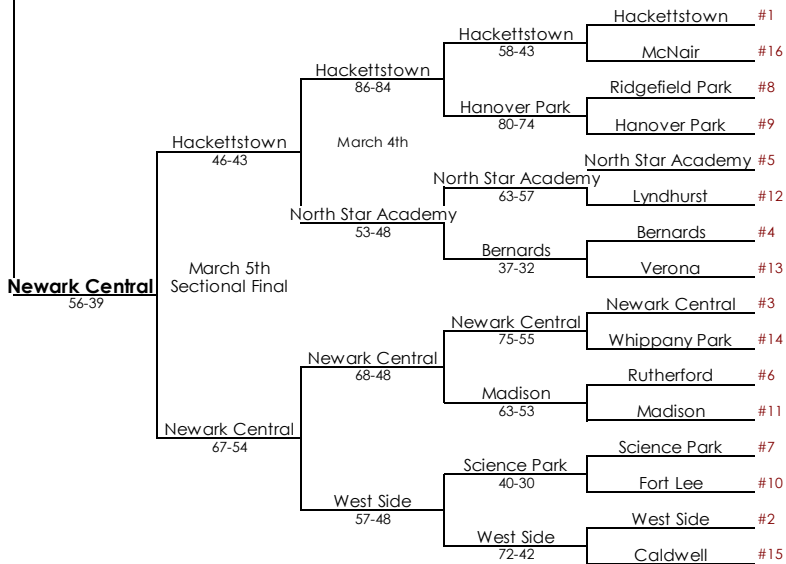 Hackettstown #1
Hackettstown
58-43
McNair #16
Hackettstown
86-84
Ridgefield Park #8
Hanover Park
80-74
Hanover Park #9
Hackettstown
46-43
March 4th
North Star Academy #5
North Star Academy
63-57
Lyndhurst #12
North Star Academy
53-48
Bernards #4
Bernards
37-32
Verona #13
Newark Central
56-39
March 5th
Sectional Final
Newark Central #3
Newark Central
75-55
Whippany Park #14
Newark Central
68-48
Rutherford #6
Madison
63-53
Madison #11
Newark Central
67-54
Science Park #7
Science Park
40-30
Fort Lee #10
West Side
57-48
West Side #2
West Side
72-42
Caldwell #15